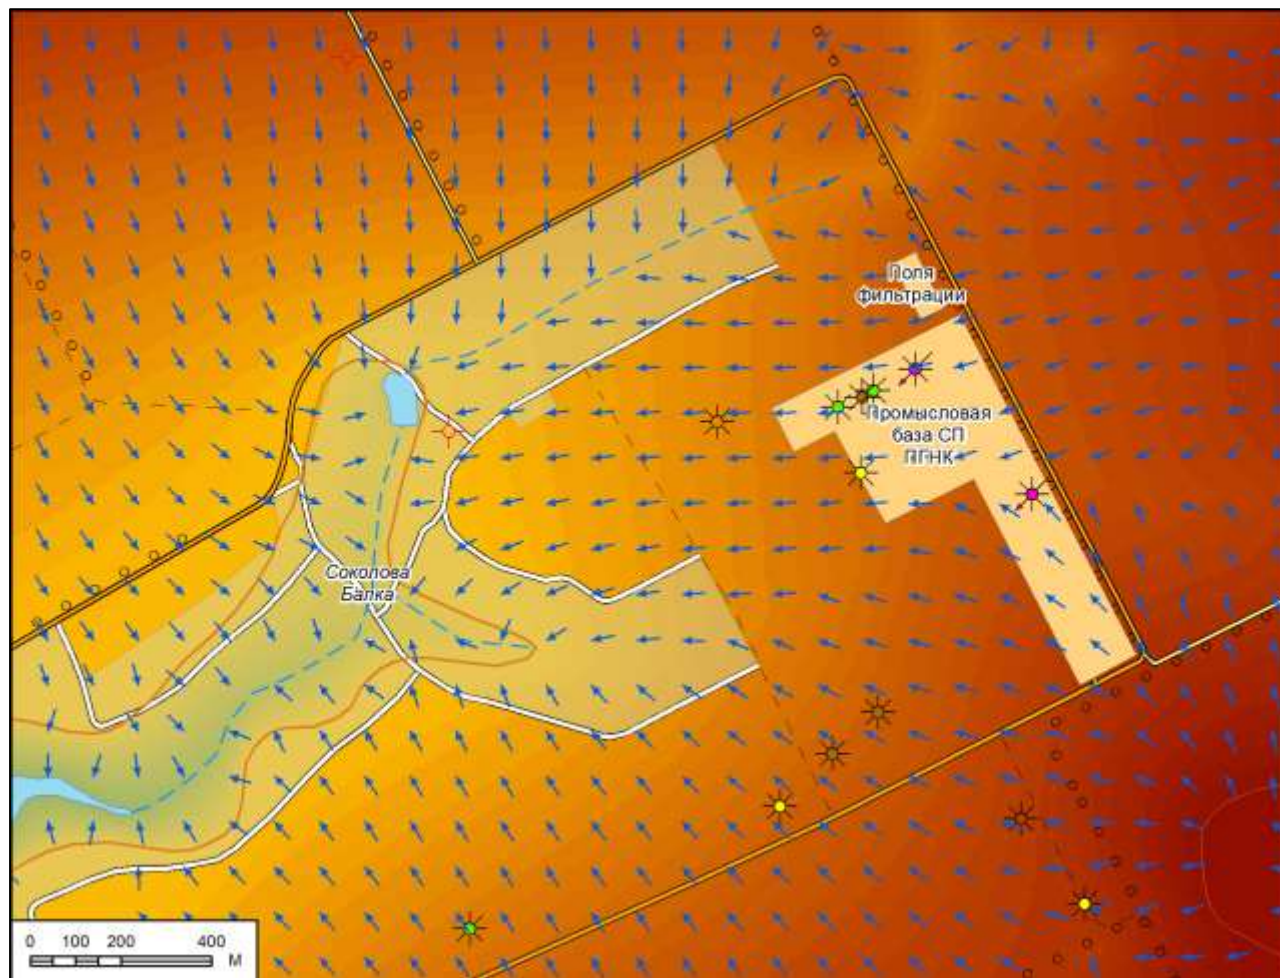 Поля
фильтрации
Промысловая
база СП
ПГНК
Соколова
Балка
0 100 200 400
М